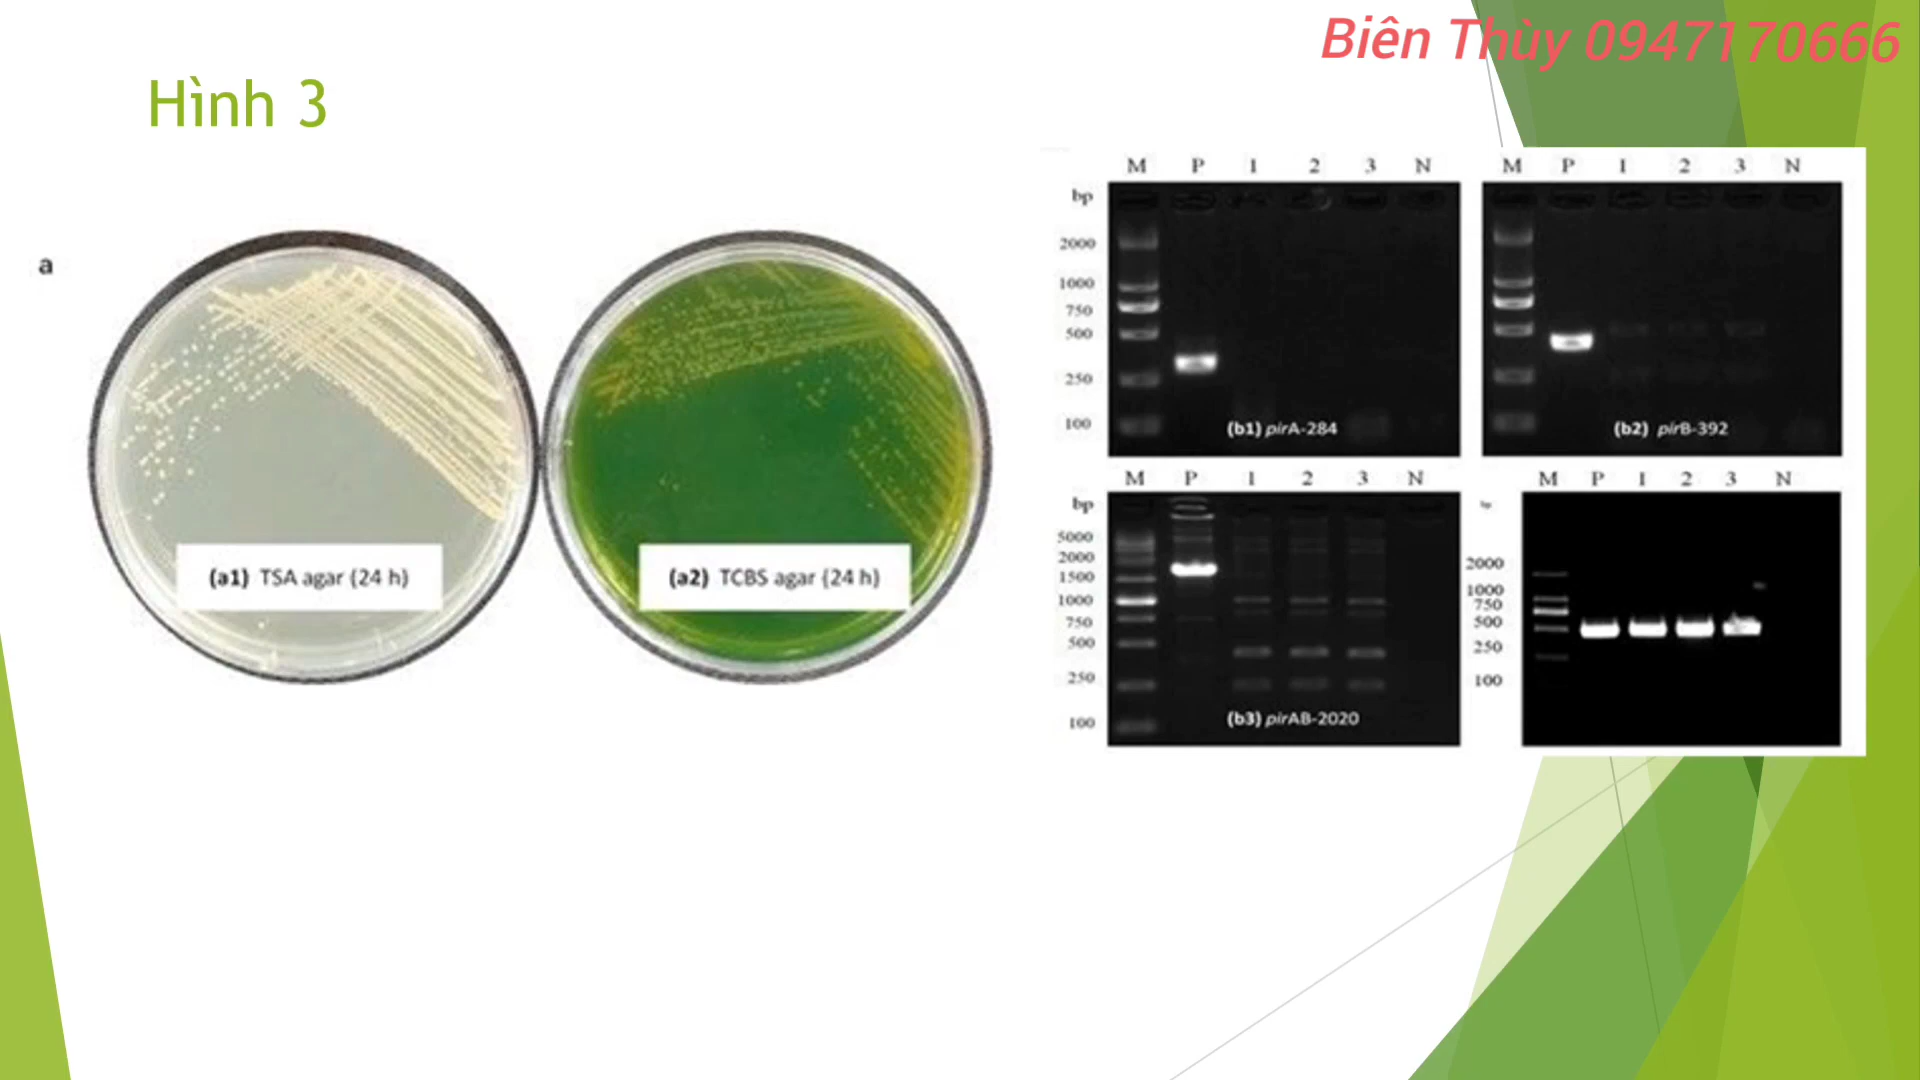 Biên Thùy 0947170666
Hình 3
a
(a1) TSA agar (24 h)
(a2) TCBS agar (24 h)
M P 1 2 3 N
bp
2000
1000
750
500
250
100
(b1) pirA-284
M P 1 2 3 N
(b2) pirB-392
M P 1 2 3 N
bp
5000
2000
1500
1000
750
500
250
100
(b3) pirAB-2020
M P 1 2 3 N
2000
1000
750
500
250
100